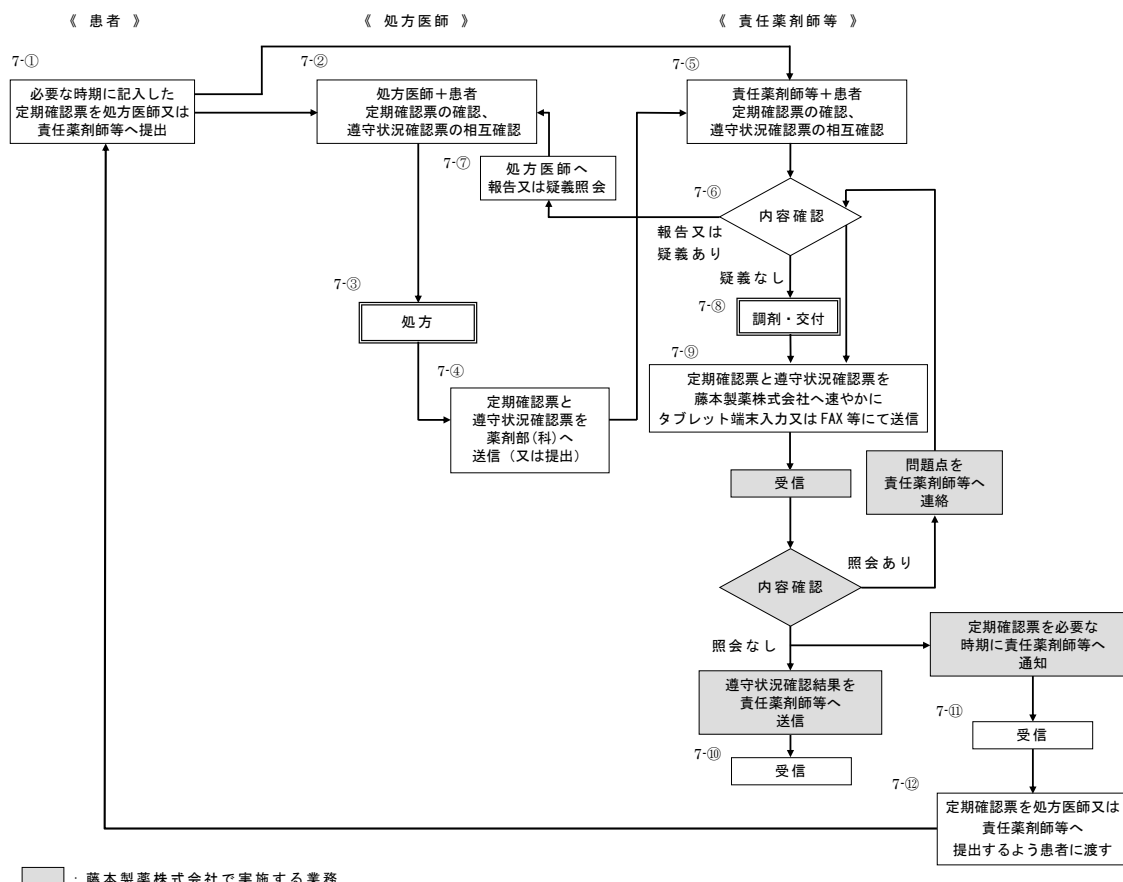 《 患者 》
《 処方医師 》
《 責任薬剤師等 》
7-①
必要な時期に記入した
定期確認票を処方医師又は
責任薬剤師等へ提出
7-②
処方医師＋患者
定期確認票の確認、
遵守状況確認票の相互確認
7-⑤
責任薬剤師等＋患者
定期確認票の確認、
遵守状況確認票の相互確認
7-⑦
処方医師へ
報告又は疑義照会
7-⑥
内容確認
報告又は
疑義あり
疑義なし
7-③
処方
7-⑧
調剤・交付
7-④
定期確認票と
遵守状況確認票を
薬剤部(科)へ
送信（又は提出）
7-⑨
定期確認票と遵守状況確認票を
藤本製薬株式会社へ速やかに
タブレット端末入力又は FAX 等にて送信
受信
問題点を
責任薬剤師等へ
連絡
内容確認
照会あり
照会なし
定期確認票を必要な
時期に責任薬剤師等へ
通知
遵守状況確認結果を
責任薬剤師等へ
送信
7-⑪
受信
7-⑩
受信
7-⑫
定期確認票を処方医師又は
責任薬剤師等へ
提出するよう患者に渡す
：藤本製薬株式会社で実施する業務